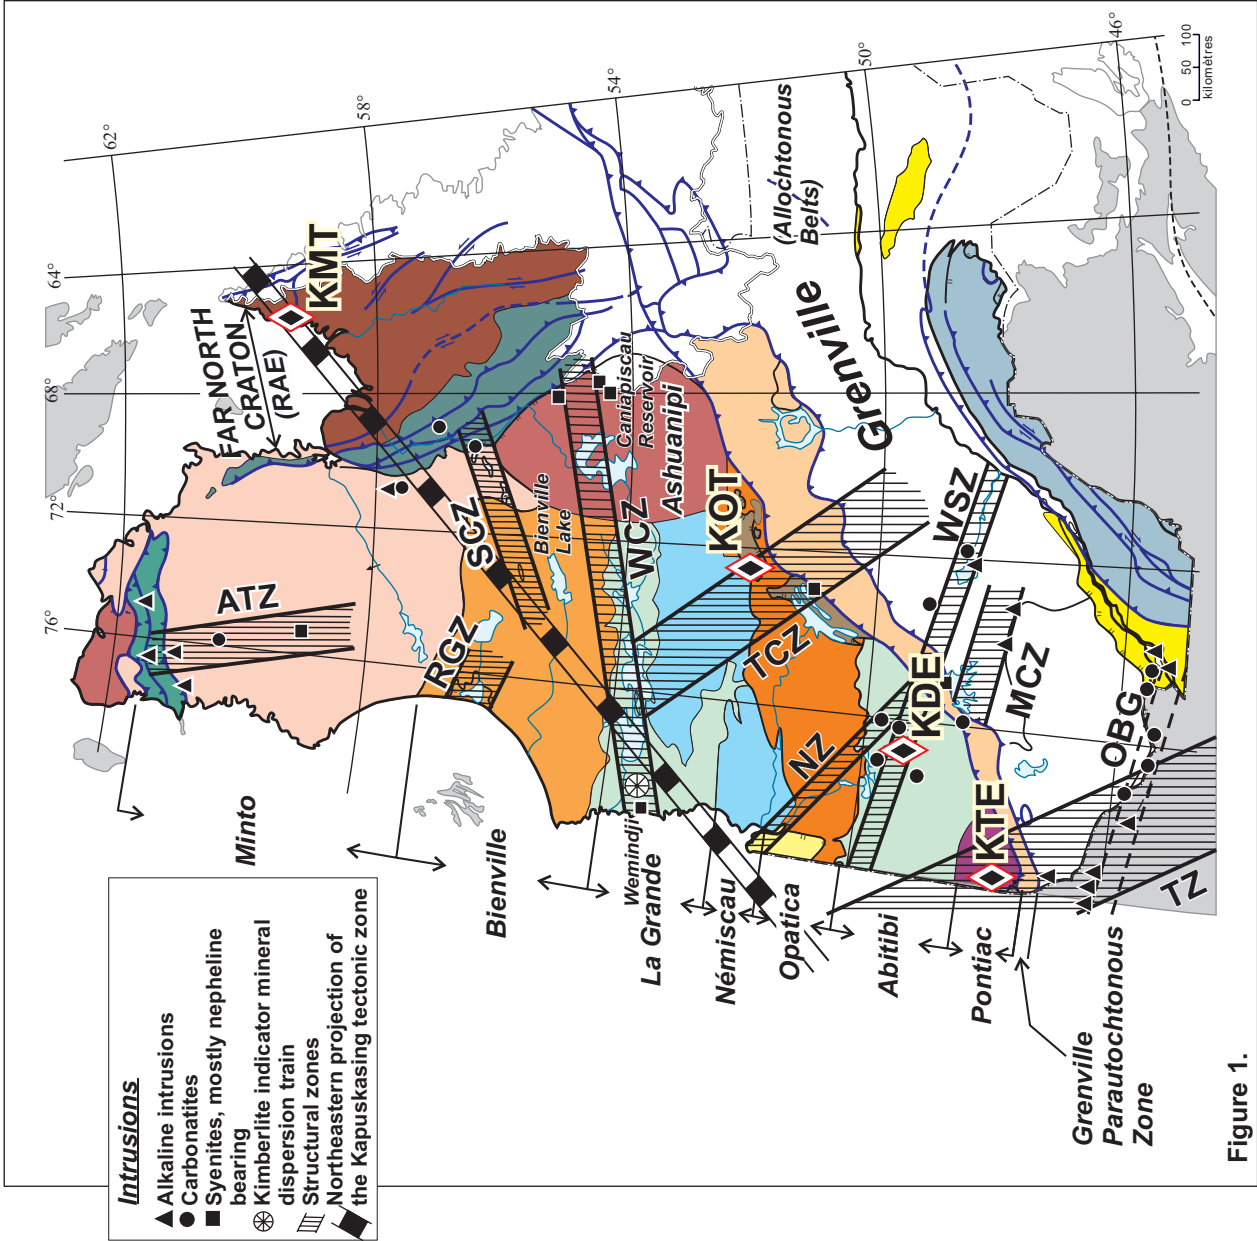 62°
58°
54°
50°
46°
64°
68°
72°
76°
0 50 100
kilomètres
FAR NORTH
CRATON
(RAE)
KMT
ATZ
RGZ
SCZ
Bienville
Lake
WCZ
Caniapiscau
Reservoir
Ashuanipi
KOT
TCZ
NZ
KDE
KTE
WSZ
MCZ
OBG
TZ
Grenville
(Allochtonous
Belts)
Minto
Bienville
Wemindji
La Grande
Némiscau
Opatica
Abitibi
Pontiac
Grenville
Parautochtonous
Zone
Intrusions
Alkaline intrusions
Carbonatites
Syenites, mostly nepheline
bearing
Kimberlite indicator mineral
dispersion train
Structural zones
Northeastern projection of
the Kapuskasing tectonic zone
Figure 1.